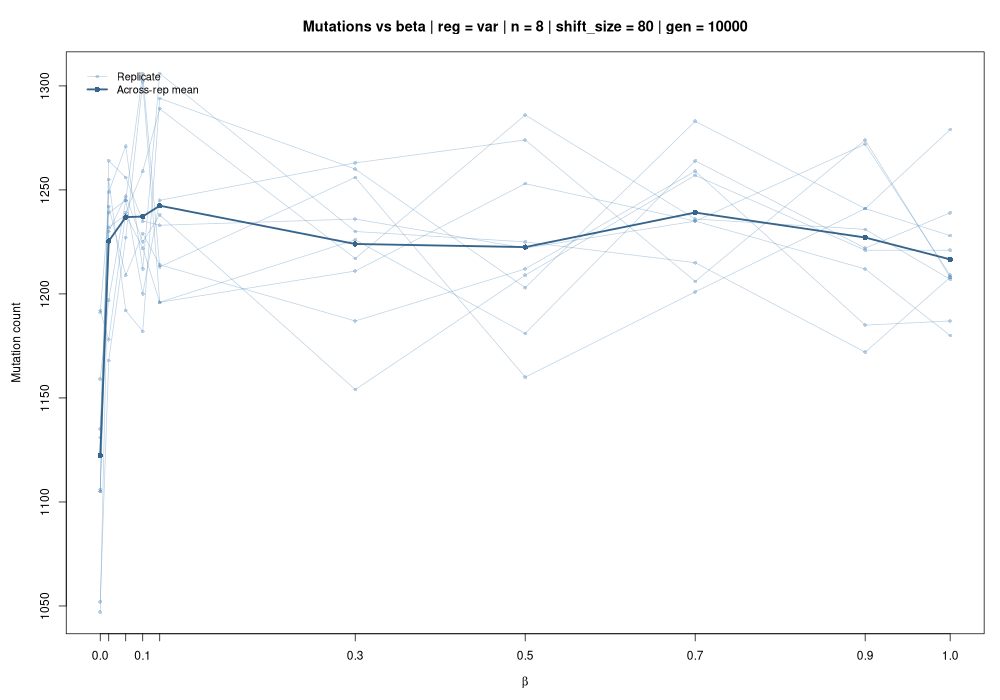 Mutations vs beta | reg = var | n = 8 | shift_size = 80 | gen = 10000
Replicate
Across-rep mean
1300
1250
1200
1150
1100
1050
Mutation count
0.0 0.1 0.3 0.5 0.7 0.9 1.0
β